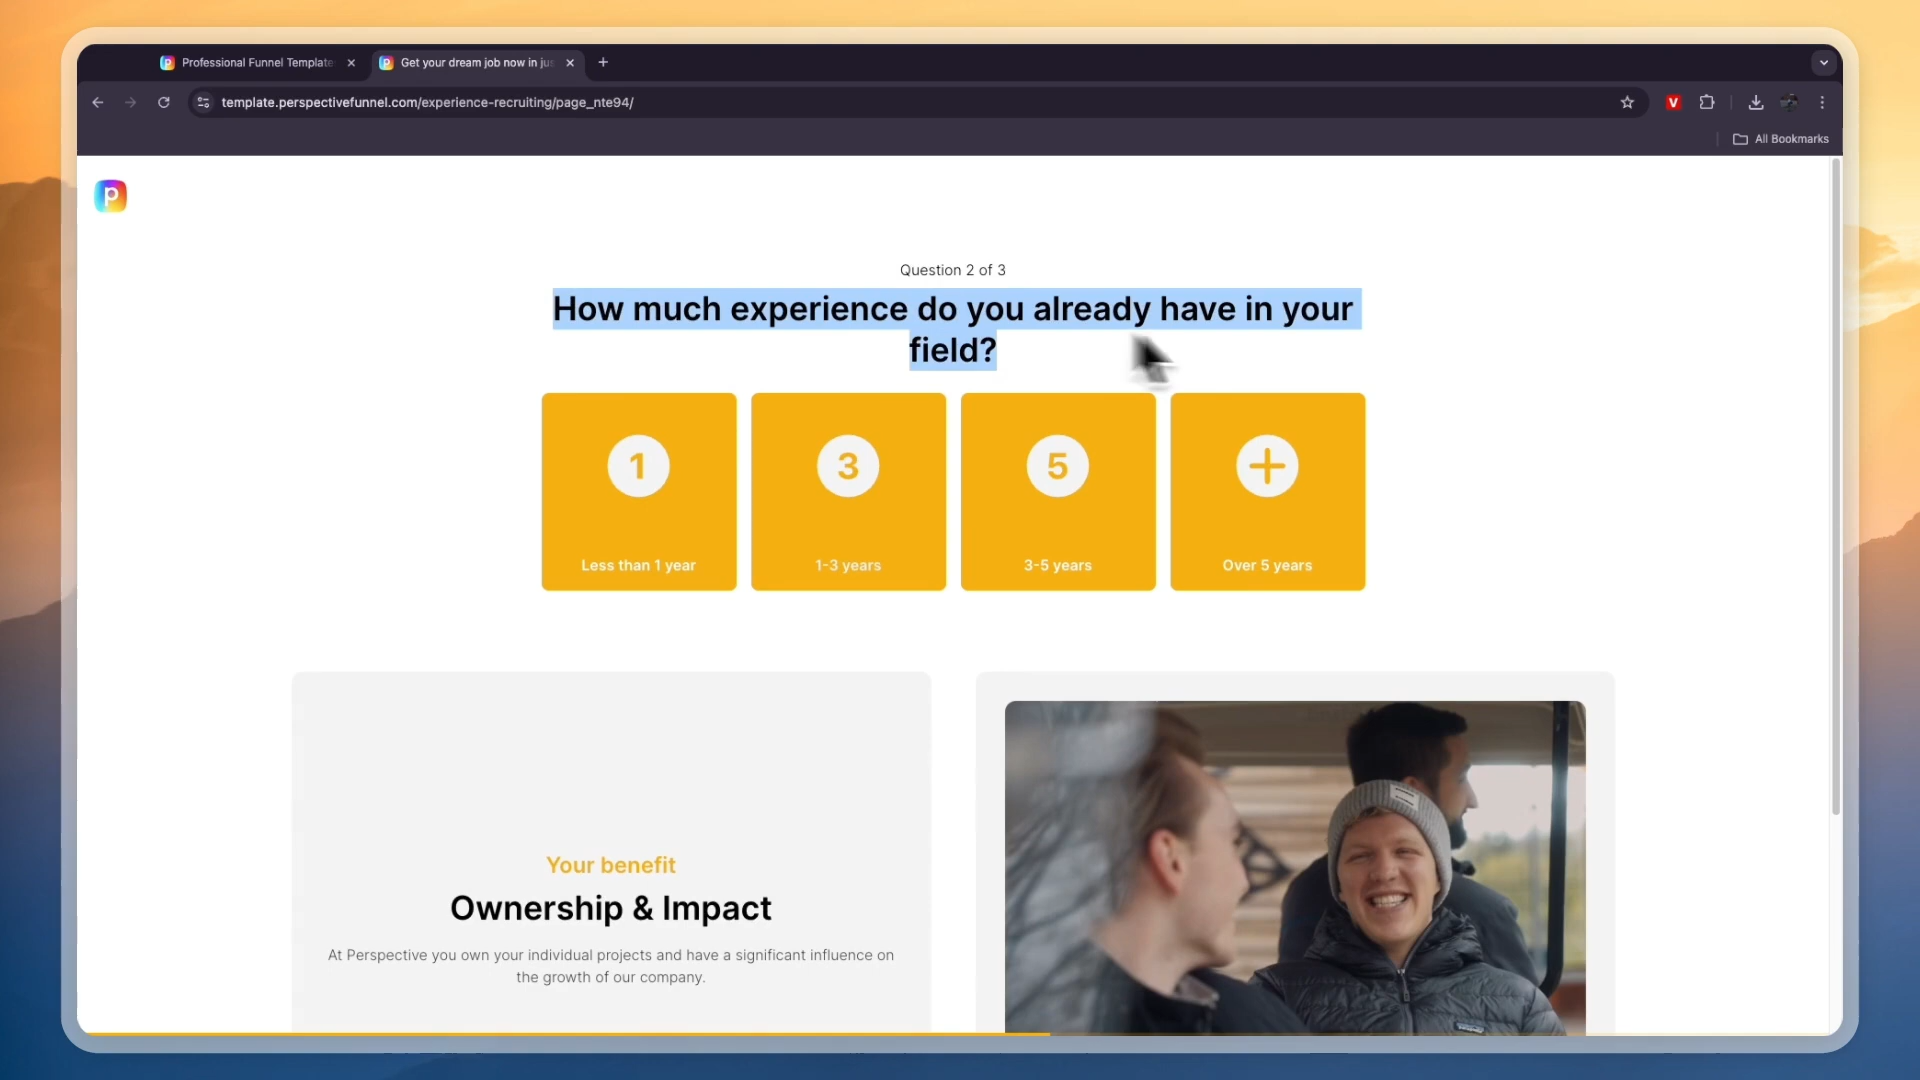 Professional Funnel Template
Get your dream job now in jus
template.perspectivefunnel.com/experience-recruiting/page_nte94/
V
All Bookmarks
p
Question 2 of 3
How much experience do you already have in your
field?
1
3
5
+
Less than 1 year
1-3 years
3-5 years
Over 5 years
Your benefit
Ownership & Impact
At Perspective you own your individual projects and have a significant influence on
the growth of our company.